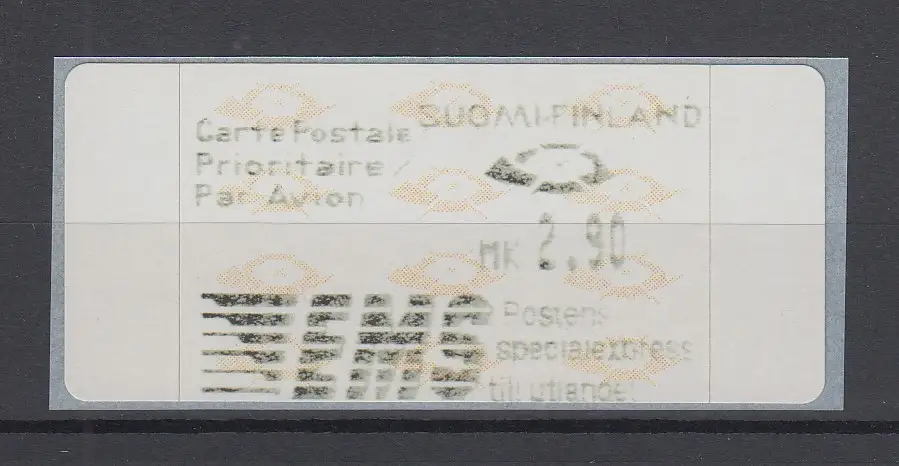 SUOMI-FINLAND
Carte Postale
Prioritaire/
Par Avion
MK 2,90
EMS
Postens
specialexpress
till utlandet